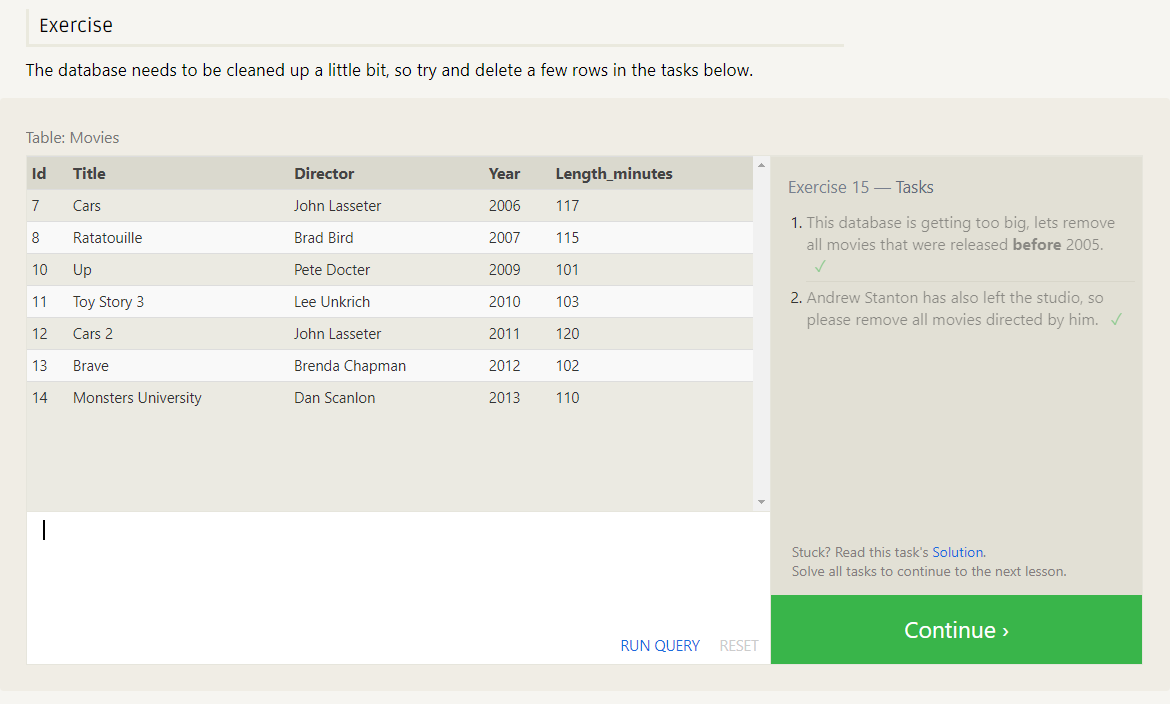 Exercise
The database needs to be cleaned up a little bit, so try and delete a few rows in the tasks below.
Table: Movies
Id Title Director Year Length_minutes
7 Cars John Lasseter 2006 117
8 Ratatouille Brad Bird 2007 115
10 Up Pete Docter 2009 101
11 Toy Story 3 Lee Unkrich 2010 103
12 Cars 2 John Lasseter 2011 120
13 Brave Brenda Chapman 2012 102
14 Monsters University Dan Scanlon 2013 110
RUN QUERY RESET
Exercise 15 — Tasks
1. This database is getting too big, lets remove
all movies that were released before 2005.
✓
2. Andrew Stanton has also left the studio, so
please remove all movies directed by him. ✓
Stuck? Read this task's Solution.
Solve all tasks to continue to the next lesson.
Continue ›